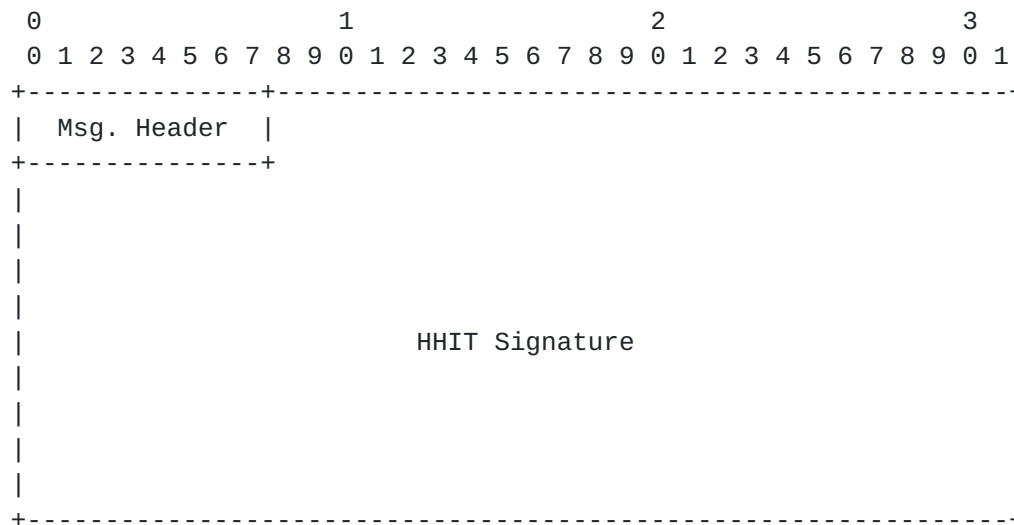 0                   1                   2                   3
 0 1 2 3 4 5 6 7 8 9 0 1 2 3 4 5 6 7 8 9 0 1 2 3 4 5 6 7 8 9 0 1
+---------------+-----------------------------------------------
|  Msg. Header  |
+---------------+
|
|
|
|
|                         HHIT Signature
|
|
|
|
+---------------------------------------------------------------